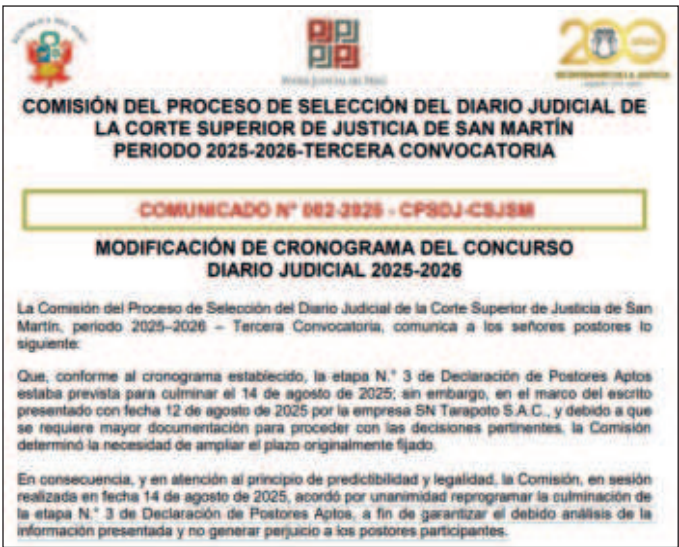 REPÚBLICA DEL PERÚ
PODER JUDICIAL DEL PERÚ
200
COMISIÓN DEL PROCESO DE SELECCIÓN DEL DIARIO JUDICIAL DE
LA CORTE SUPERIOR DE JUSTICIA DE SAN MARTÍN
PERIODO 2025-2026-TERCERA CONVOCATORIA
COMUNICADO N° 002-2025 - CPSDJ-CSJSM
MODIFICACIÓN DE CRONOGRAMA DEL CONCURSO
DIARIO JUDICIAL 2025-2026
La Comisión del Proceso de Selección del Diario Judicial de la Corte Superior de Justicia de San
Martín, periodo 2025–2026 – Tercera Convocatoria, comunica a los señores postores lo
siguiente:
Que, conforme al cronograma establecido, la etapa N.° 3 de Declaración de Postores Aptos
estaba prevista para culminar el 14 de agosto de 2025; sin embargo, en el marco del escrito
presentado con fecha 12 de agosto de 2025 por la empresa SN Tarapoto S.A.C., y debido a que
se requiere mayor documentación para proceder con las decisiones pertinentes, la Comisión
determinó la necesidad de ampliar el plazo originalmente fijado.
En consecuencia, y en atención al principio de predictibilidad y legalidad, la Comisión, en sesión
realizada en fecha 14 de agosto de 2025, acordó por unanimidad reprogramar la culminación de
la etapa N.° 3 de Declaración de Postores Aptos, a fin de garantizar el debido análisis de la
información presentada y no generar perjuicio a los postores participantes.